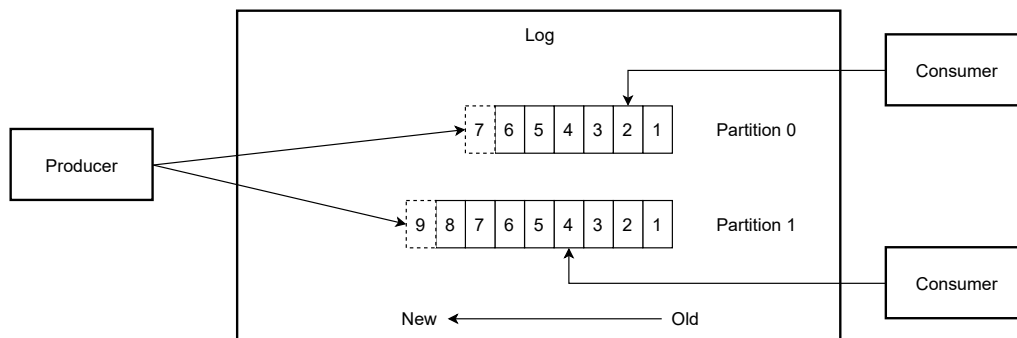 Log
Consumer
7 6 5 4 3 2 1 Partition 0
Producer
9 8 7 6 5 4 3 2 1 Partition 1
Consumer
New Old